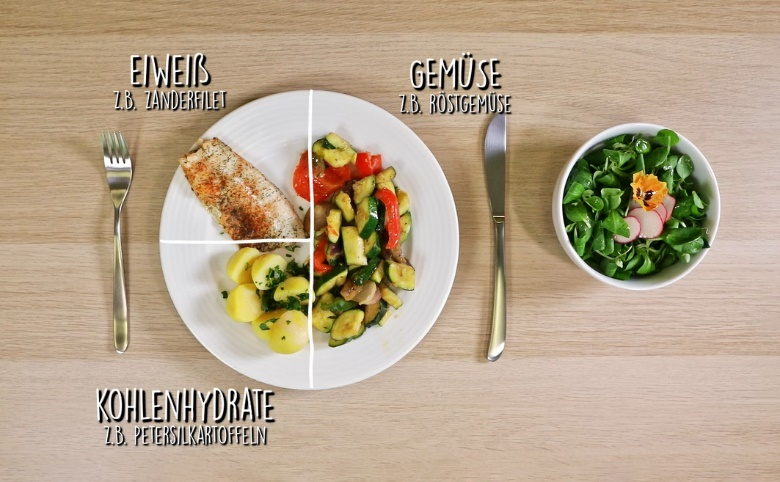 EIWEIß
Z.B. ZANDERFILET
GEMÜSE
Z.B. RÖSTGEMÜSE
KOHLENHYDRATE
Z.B. PETERSILKARTOFFELN